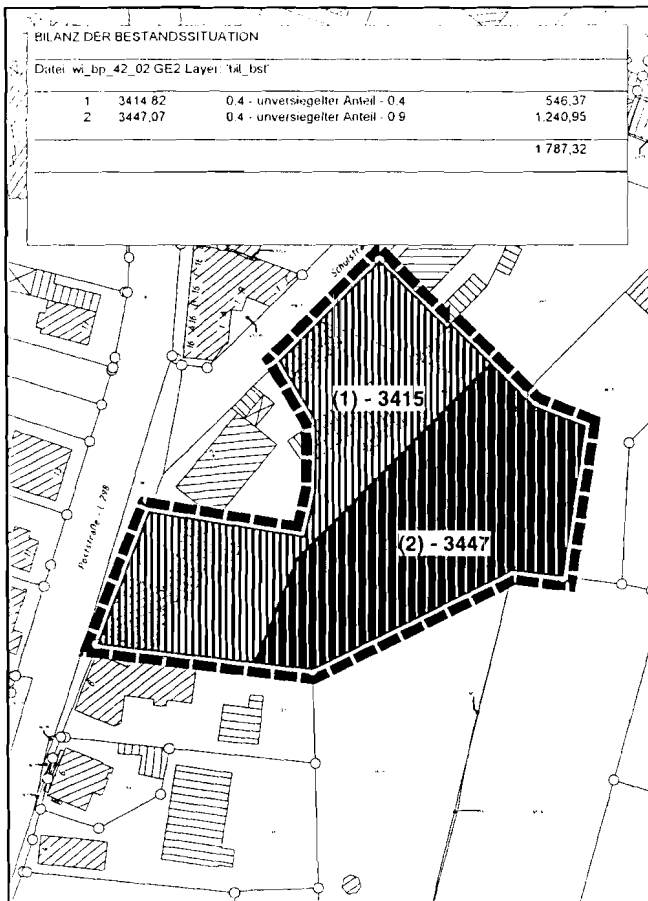 BILANZ DER BESTANDSSITUATION
Datei: wi_bp_42_02 GE2 Layer: 'bil_bst'
1 3414.82 0.4 - unversiegelter Anteil - 0.4 546,37
2 3447,07 0.4 - unversiegelter Anteil - 0.9 1.240,95
1 787,32
(1) - 3415
(2) - 3447
Poststraße - L 298